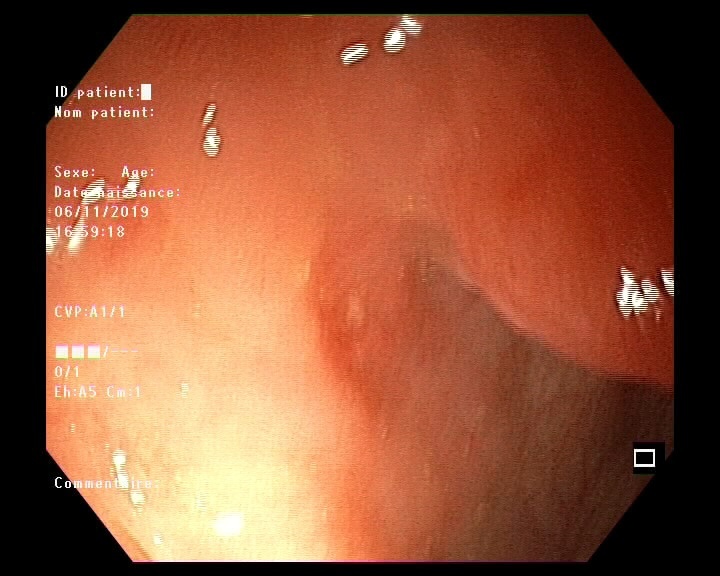 ID patient:
Nom patient:
Sexe: Age:
Date naissance:
06/11/2019
16:59:18
CVP:A1/1
/---
0/1
Eh:A5 Cm:1
Commentaire: